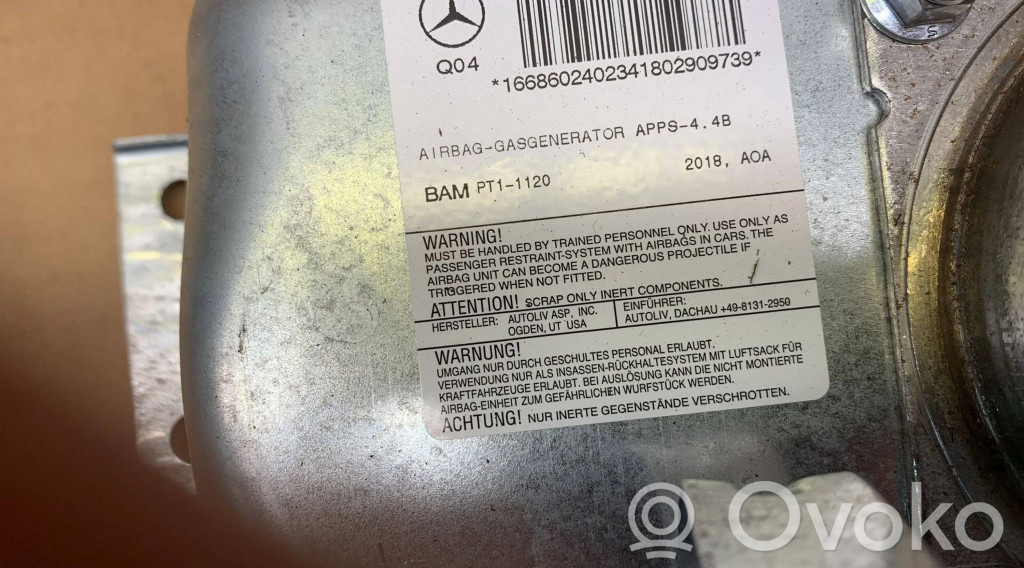 Q04
*16686024023418029097​39*
AIRBAG-GASGENERATOR APPS-4.4B
BAM PT1-1120
2018, AOA
WARNING!
MUST BE HANDLED BY TRAINED PERSONNEL ONLY. USE ONLY AS
PASSENGER RESTRAINT-SYSTEM WITH AIRBAGS IN CARS. THE
AIRBAG UNIT CAN BECOME A DANGEROUS PROJECTILE IF
TRIGGERED WHEN NOT FITTED.
ATTENTION! SCRAP ONLY INERT COMPONENTS.
HERSTELLER: AUTOLIV ASP, INC.
OGDEN, UT USA
EINFÜHRER:
AUTOLIV, DACHAU +49-8131-2950
WARNUNG!
UMGANG NUR DURCH GESCHULTES PERSONAL ERLAUBT.
VERWENDUNG NUR ALS INSASSEN-RÜCKHALTESYSTEM MIT LUFTSACK FÜR
KRAFTFAHRZEUGE ERLAUBT. BEI AUSLÖSUNG KANN DIE NICHT MONTIERTE
AIRBAG-EINHEIT ZUM GEFÄHRLICHEN WURFSTÜCK WERDEN.
ACHTUNG! NUR INERTE GEGENSTÄNDE VERSCHROTTEN.
S
Ovoko